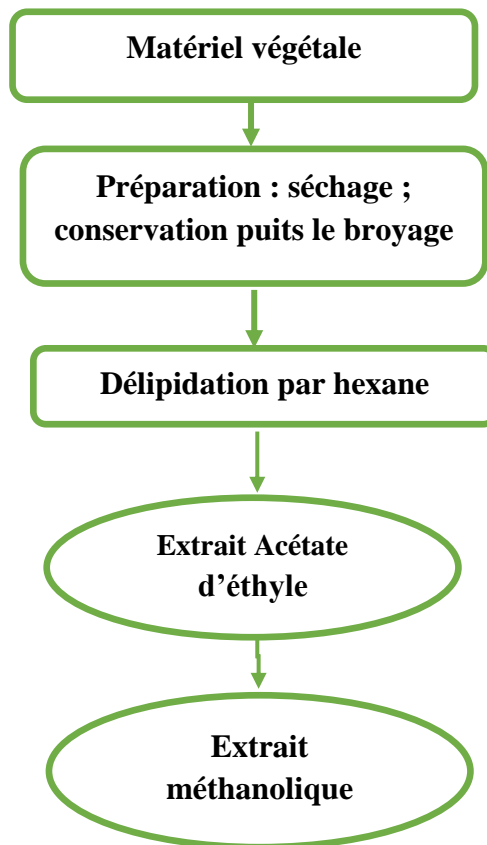 Matériel végétale
Préparation : séchage ;
conservation puits le broyage
Délipidation par hexane
Extrait Acétate
d’éthyle
Extrait
méthanolique